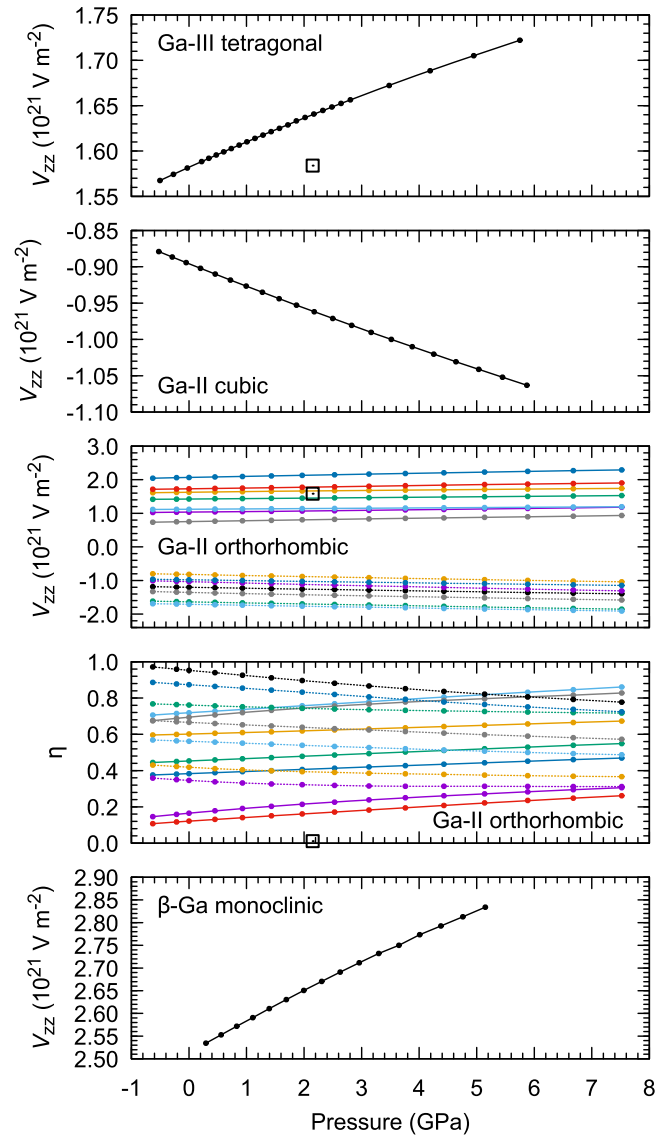 1.75
Ga-III tetragonal
1.70
1.65
1.60
1.55
V_zz (10^21 V m^-2)
-0.85
-0.90
-0.95
-1.00
-1.05
-1.10
Ga-II cubic
V_zz (10^21 V m^-2)
3.0
2.0
1.0
0.0
Ga-II orthorhombic
-1.0
-2.0
V_zz (10^21 V m^-2)
1.0
0.8
0.6
0.4
0.2
Ga-II orthorhombic
0.0
η
2.90
β-Ga monoclinic
2.85
2.80
2.75
2.70
2.65
2.60
2.55
2.50
V_zz (10^21 V m^-2)
-1 0 1 2 3 4 5 6 7 8
Pressure (GPa)